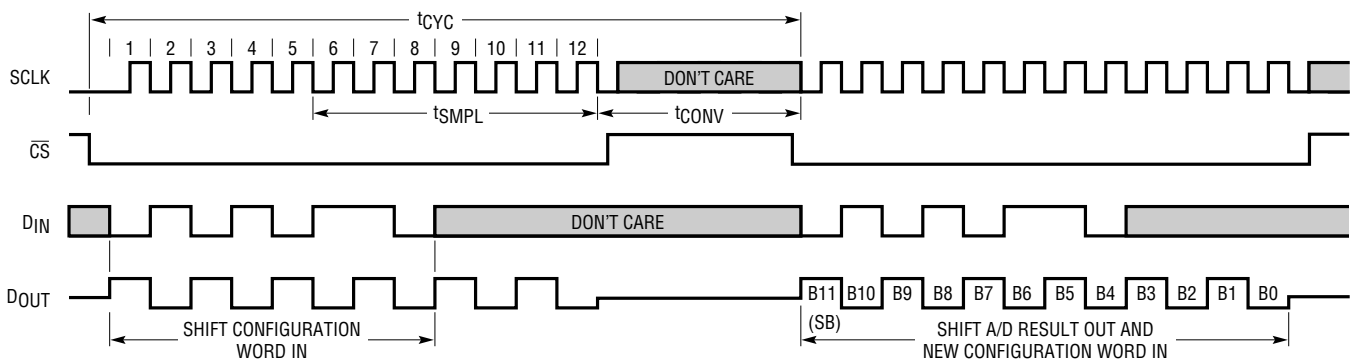 tCYC
1 2 3 4 5 6 7 8 9 10 11 12
SCLK
DON'T CARE
tSMPL
tCONV
CS
DIN
DON'T CARE
DOUT
B11 B10 B9 B8 B7 B6 B5 B4 B3 B2 B1 B0
(SB)
SHIFT CONFIGURATION
WORD IN
SHIFT A/D RESULT OUT AND
NEW CONFIGURATION WORD IN